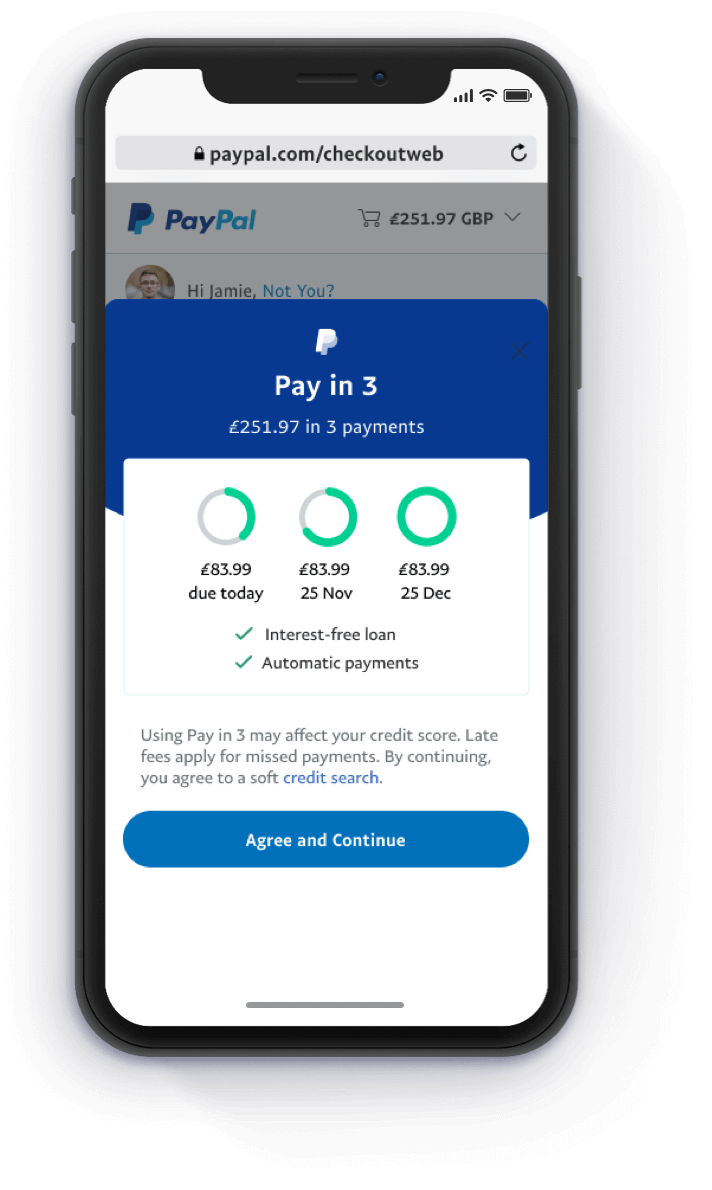 paypal.com/checkoutweb
PayPal
£251.97 GBP
Hi Jamie, Not You?
Pay in 3
£251.97 in 3 payments
£83.99 £83.99 £83.99
due today 25 Nov 25 Dec
Interest-free loan
Automatic payments
Using Pay in 3 may affect your credit score. Late
fees apply for missed payments. By continuing,
you agree to a soft credit search.
Agree and Continue